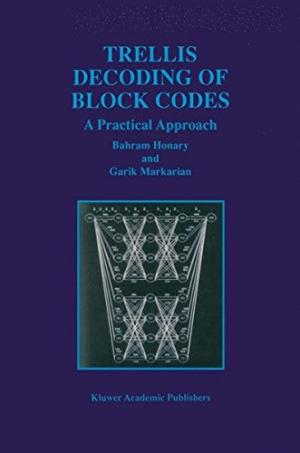 TRELLIS
DECODING OF
BLOCK CODES
A Practical Approach
Bahram Honary
and
Garik Markarian
Kluwer Academic Publishers